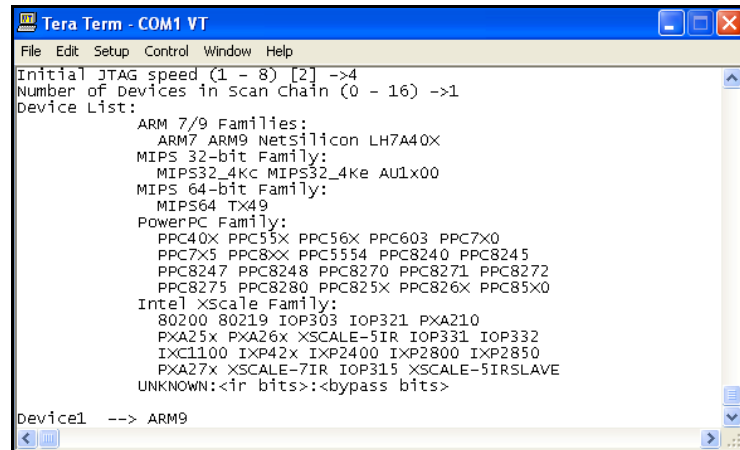 Tera Term - COM1 VT
File Edit Setup Control Window Help
Initial JTAG speed (1 - 8) [2] ->4
Number of Devices in Scan Chain (0 - 16) ->1
Device List:
ARM 7/9 Families:
ARM7 ARM9 NetSilicon LH7A40X
MIPS 32-bit Family:
MIPS32_4Kc MIPS32_4Ke AU1x00
MIPS 64-bit Family:
MIPS64 TX49
PowerPC Family:
PPC40X PPC55X PPC56X PPC603 PPC7X0
PPC7X5 PPC8XX PPC5554 PPC8240 PPC8245
PPC8247 PPC8248 PPC8270 PPC8271 PPC8272
PPC8275 PPC8280 PPC825X PPC826X PPC85X0
Intel XScale Family:
80200 80219 IOP303 IOP321 PXA210
PXA25x PXA26x XSCALE-5IR IOP331 IOP332
IXC1100 IXP42x IXP2400 IXP2800 IXP2850
PXA27x XSCALE-7IR IOP315 XSCALE-5IRSLAVE
UNKNOWN:<ir bits>:<bypass bits>
Device1 --> ARM9